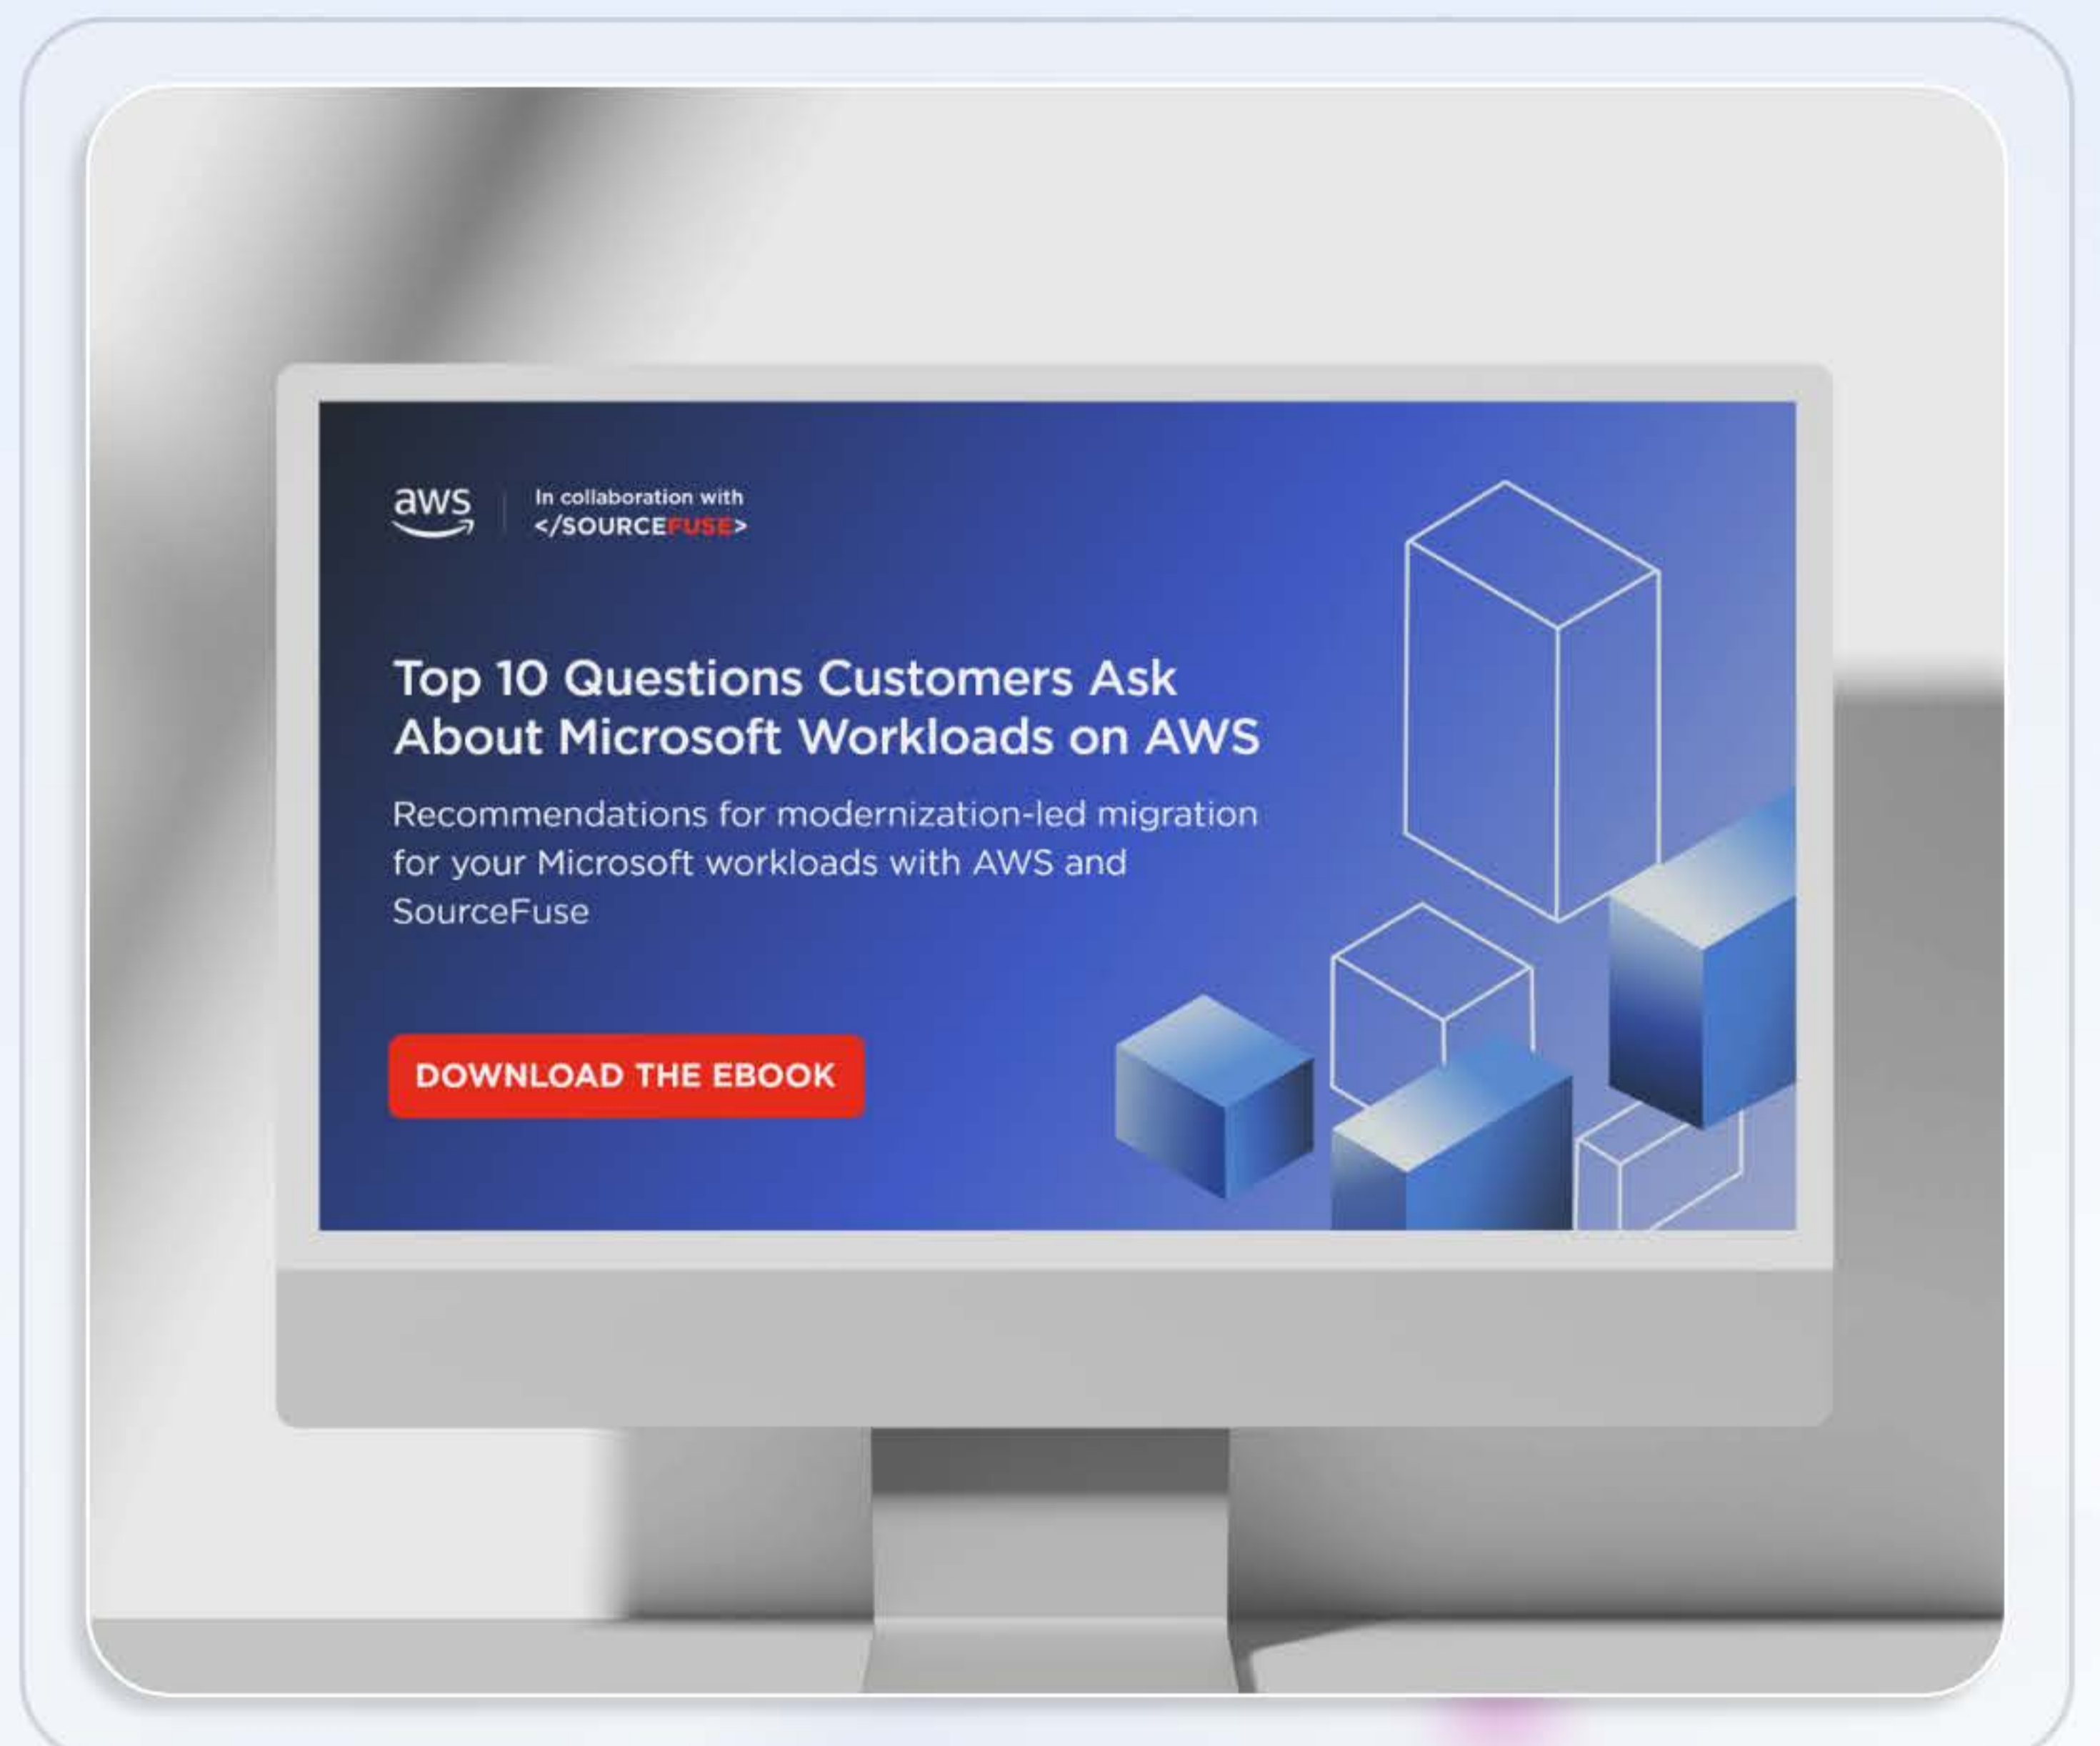 aws
In collaboration with
</SOURCEFUSE>
Top 10 Questions Customers Ask
About Microsoft Workloads on AWS
Recommendations for modernization-led migration
for your Microsoft workloads with AWS and
SourceFuse
DOWNLOAD THE EBOOK